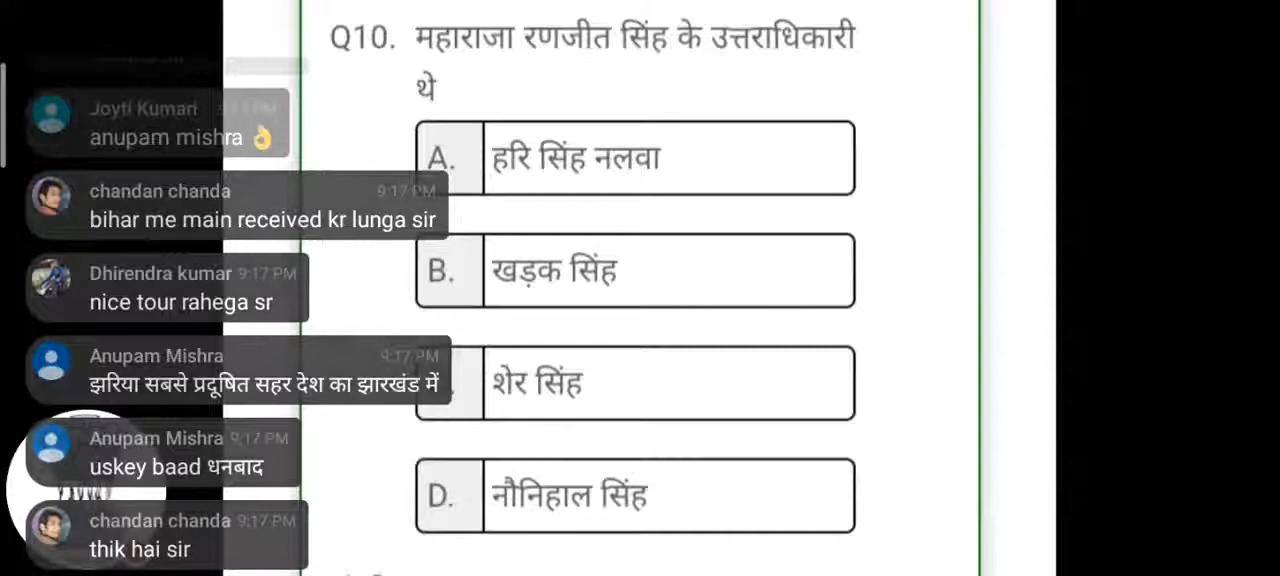 Q10. महाराजा रणजीत सिंह के उत्तराधिकारी
थे
A. हरि सिंह नलवा
B. खड़क सिंह
शेर सिंह
D. नौनिहाल सिंह
Joyti Kumari
anupam mishra 👌
chandan chanda 9:17 PM
bihar me main received kr lunga sir
Dhirendra kumar 9:17 PM
nice tour rahega sr
Anupam Mishra 9:17 PM
झरिया सबसे प्रदूषित सहर देश का झारखंड में
Anupam Mishra 9:17 PM
uskey baad धनबाद
chandan chanda 9:17 PM
thik hai sir